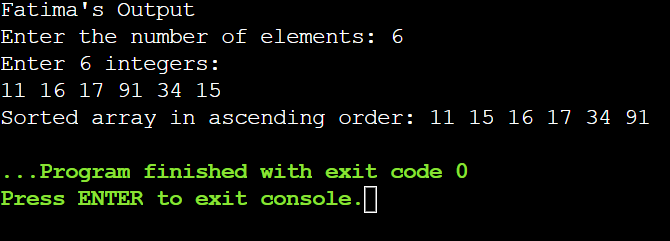 Fatima's Output
Enter the number of elements: 6
Enter 6 integers:
11 16 17 91 34 15
Sorted array in ascending order: 11 15 16 17 34 91
...Program finished with exit code 0
Press ENTER to exit console.